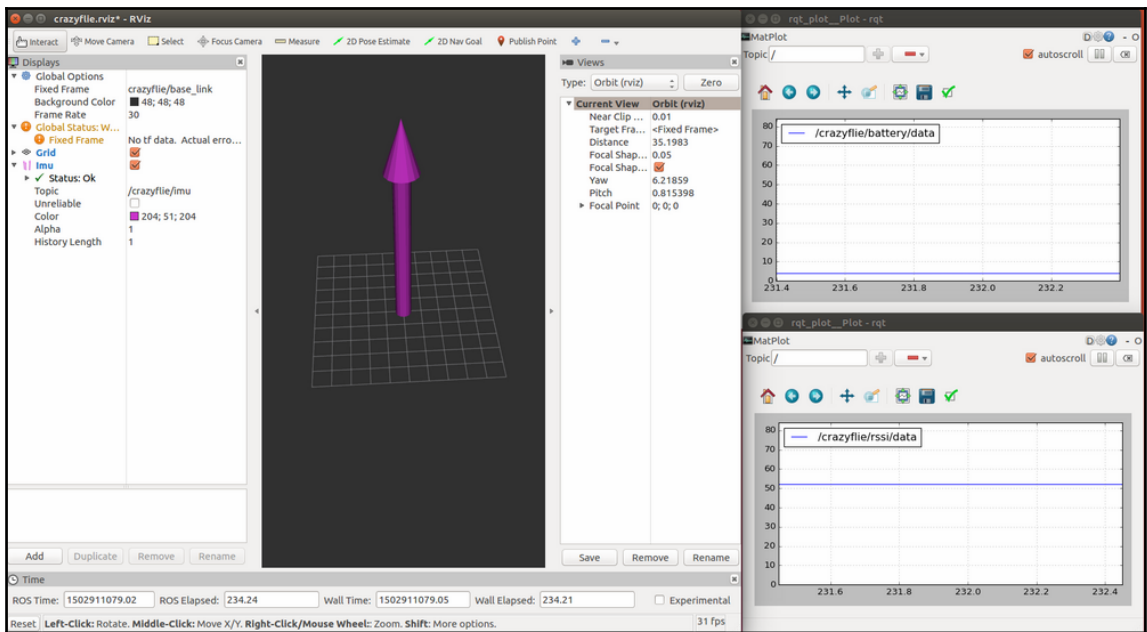 crazyflie.rviz* - RViz
Interact Move Camera Select Focus Camera Measure 2D Pose Estimate 2D Nav Goal Publish Point
Displays
Global Options
Fixed Frame crazyflie/base_link
Background Color 48; 48; 48
Frame Rate 30
Global Status: W...
Fixed Frame No tf data. Actual erro...
Grid
Imu
Status: Ok
Topic /crazyflie/imu
Unreliable
Color 204; 51; 204
Alpha 1
History Length 1
Add Duplicate Remove Rename
Views
Type: Orbit (rviz) Zero
Current View Orbit (rviz)
Near Clip ... 0.01
Target Fra... <Fixed Frame>
Distance 35.1983
Focal Shap... 0.05
Focal Shap...
Yaw 6.21859
Pitch 0.815398
Focal Point 0; 0; 0
Save Remove Rename
Time
ROS Time: 1502911079.02 ROS Elapsed: 234.24 Wall Time: 1502911079.05 Wall Elapsed: 234.21 Experimental
Reset Left-Click: Rotate. Middle-Click: Move X/Y. Right-Click/Mouse Wheel:: Zoom. Shift: More options. 31 fps
rqt_plot__Plot - rqt
MatPlot D ? - O
Topic / autoscroll
80
/crazyflie/battery/data
70
60
50
40
30
20
10
0
231.4 231.6 231.8 232.0 232.2
rqt_plot__Plot - rqt
MatPlot D ? - O
Topic / autoscroll
80
/crazyflie/rssi/data
70
60
50
40
30
20
10
231.6 231.8 232.0 232.2 232.4